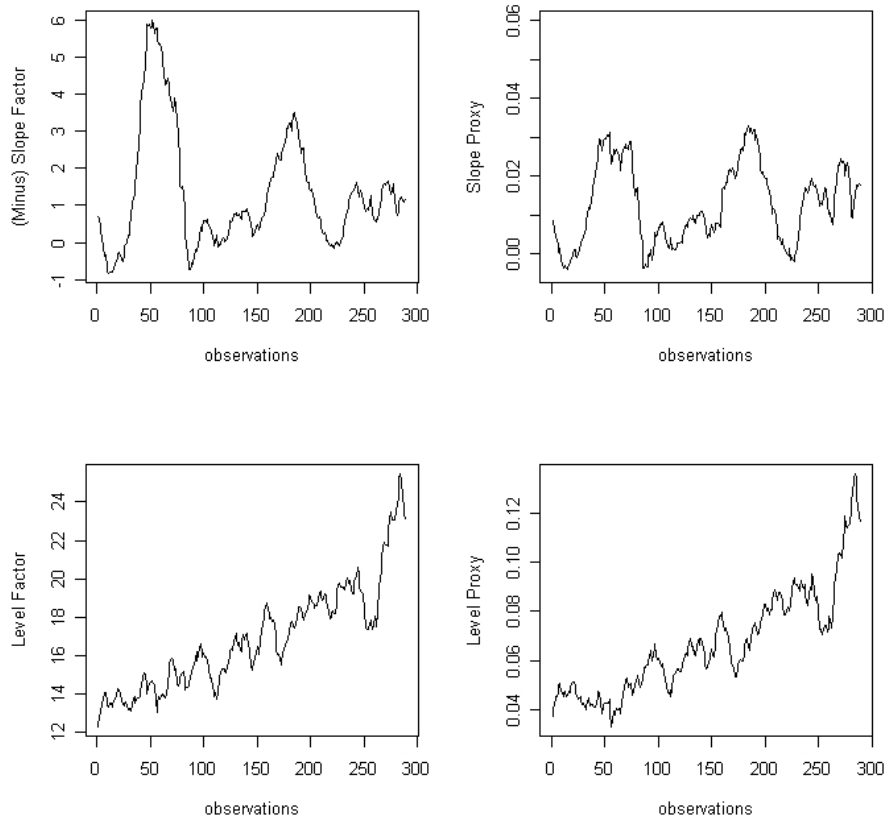 (Minus) Slope Factor
6
5
4
3
2
1
0
-1
0 50 100 150 200 250 300
observations
Slope Proxy
0.06
0.04
0.02
0.00
0 50 100 150 200 250 300
observations
Level Factor
24
22
20
18
16
14
12
0 50 100 150 200 250 300
observations
Level Proxy
0.12
0.10
0.08
0.06
0.04
0 50 100 150 200 250 300
observations